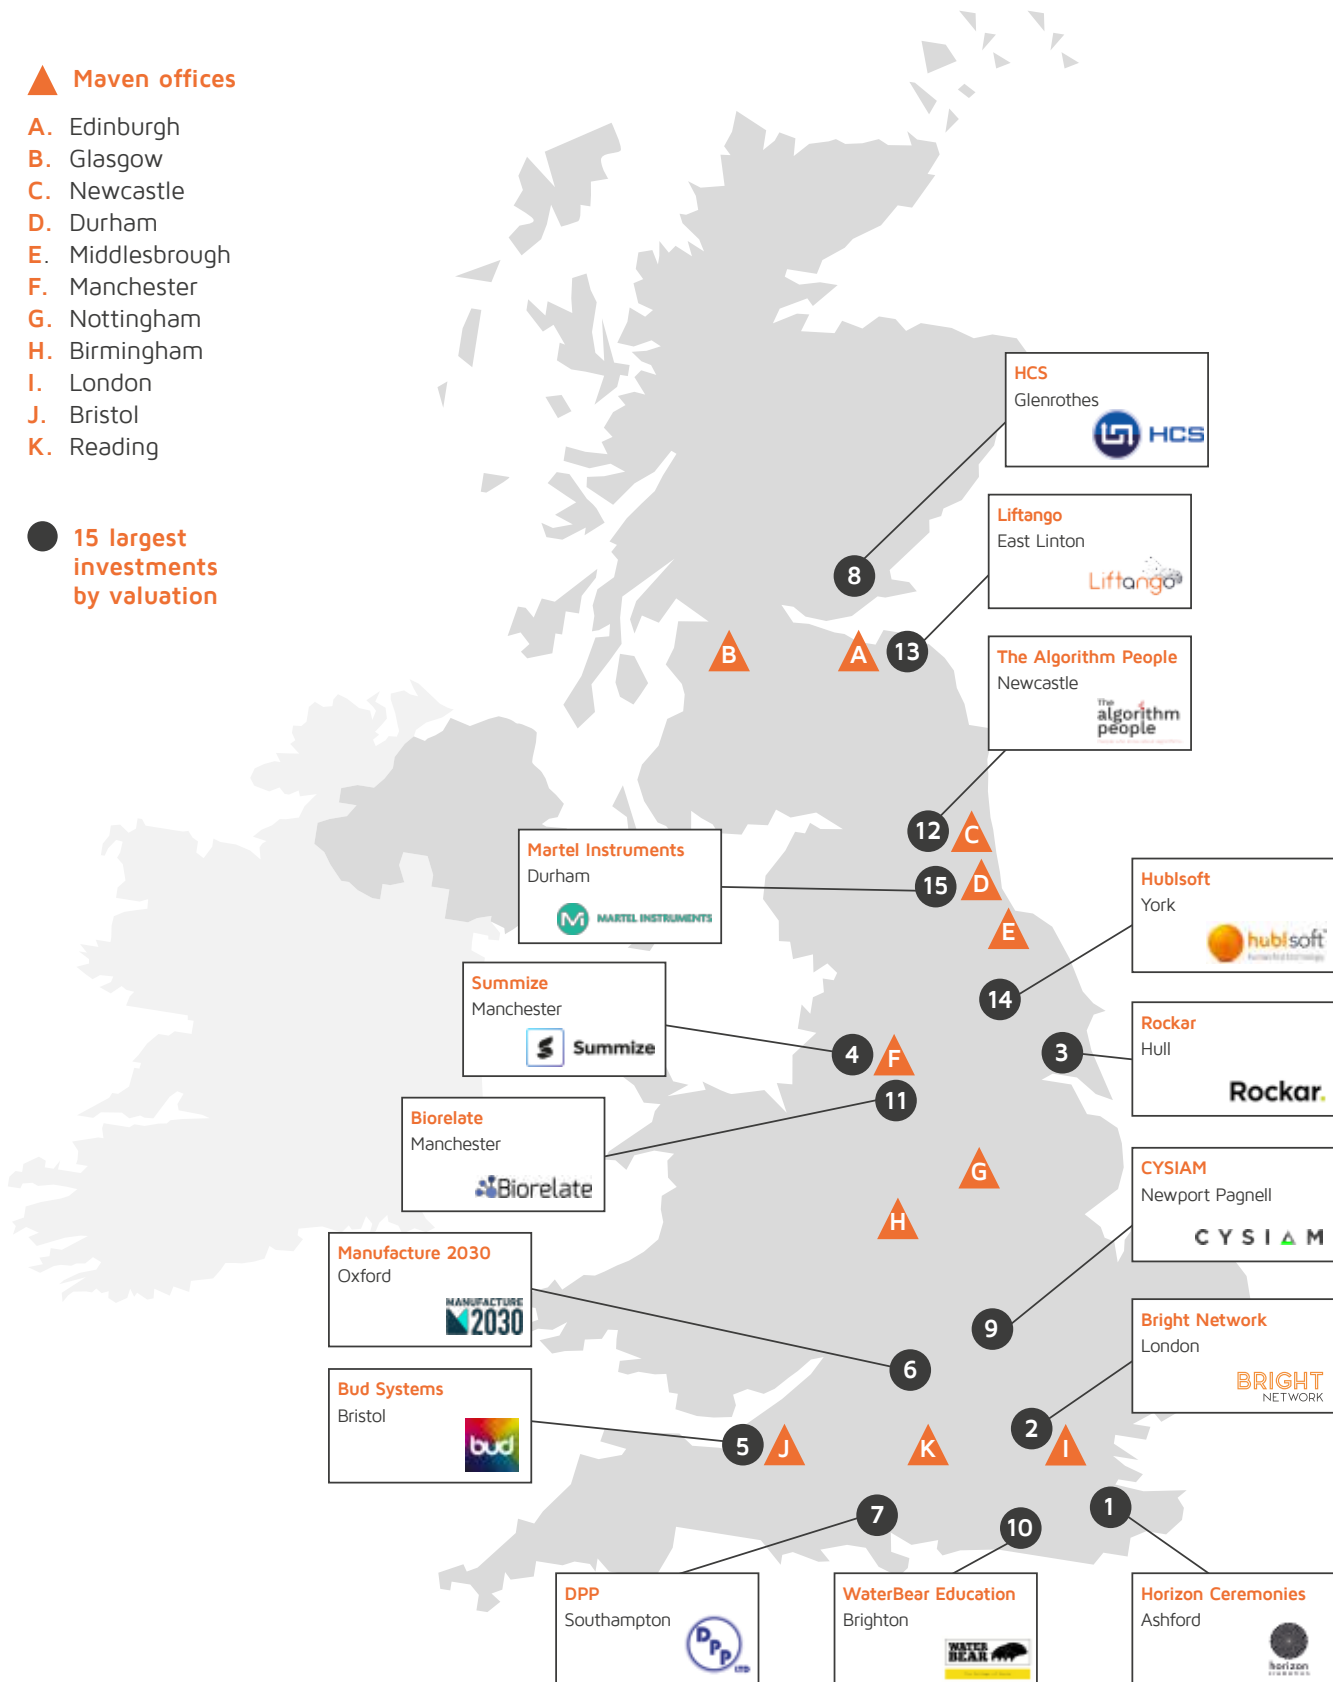 Maven offices
A. Edinburgh
B. Glasgow
C. Newcastle
D. Durham
E. Middlesbrough
F. Manchester
G. Nottingham
H. Birmingham
I. London
J. Bristol
K. Reading
15 largest
investments
by valuation
HCS
Glenrothes
HCS
8
Liftango
East Linton
Liftango
B
A
13
The Algorithm People
Newcastle
The
algorithm
people
12
C
Martel Instruments
Durham
MARTEL INSTRUMENTS
15
D
E
Hublsoft
York
hublsoft
14
Summize
Manchester
Summize
4
F
Rockar
Hull
Rockar.
3
Biorelate
Manchester
Biorelate
11
G
H
CYSIAM
Newport Pagnell
CYSIAM
9
Manufacture 2030
Oxford
MANUFACTURE
2030
6
Bright Network
London
BRIGHT
NETWORK
2
I
Bud Systems
Bristol
bud
5
J
K
7
10
1
DPP
Southampton
DPP
LTD
WaterBear Education
Brighton
WATER
BEAR
Horizon Ceremonies
Ashford
horizon